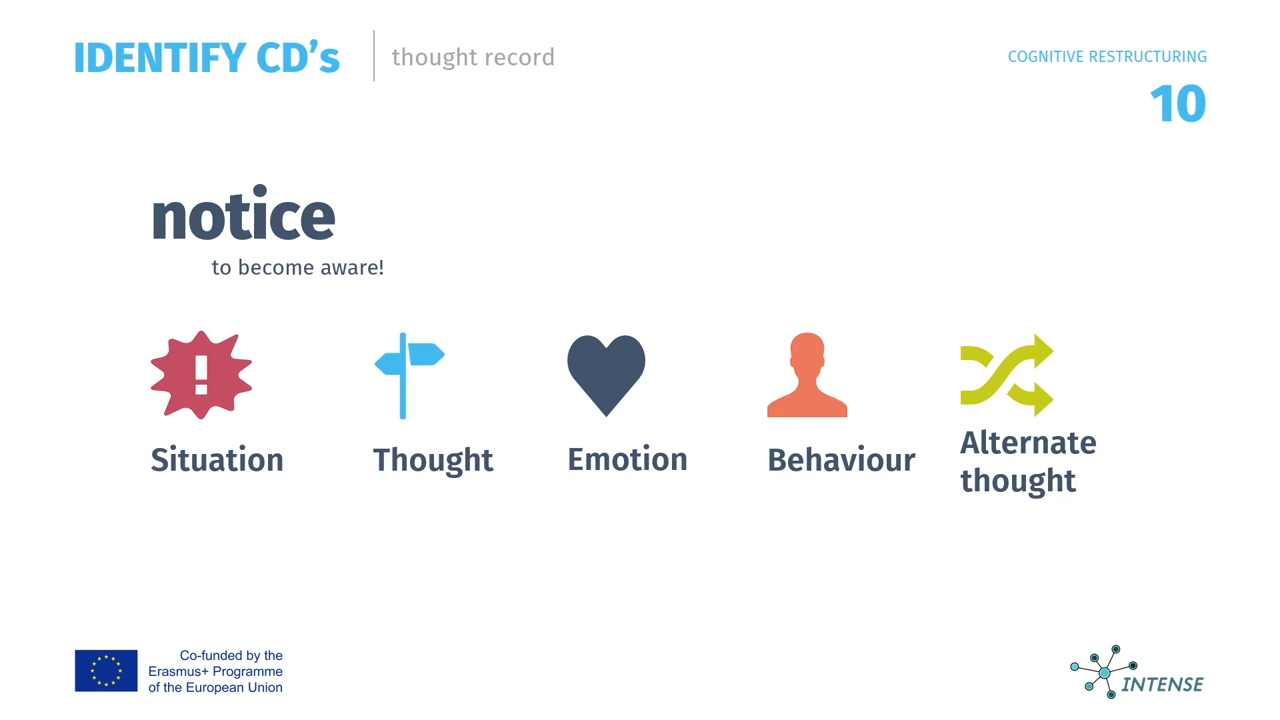 IDENTIFY CD's
thought record
COGNITIVE RESTRUCTURING
10
notice
to become aware!
Situation
Thought
Emotion
Behaviour
Alternate
thought
Co-funded by the
Erasmus+ Programme
of the European Union
INTENSE